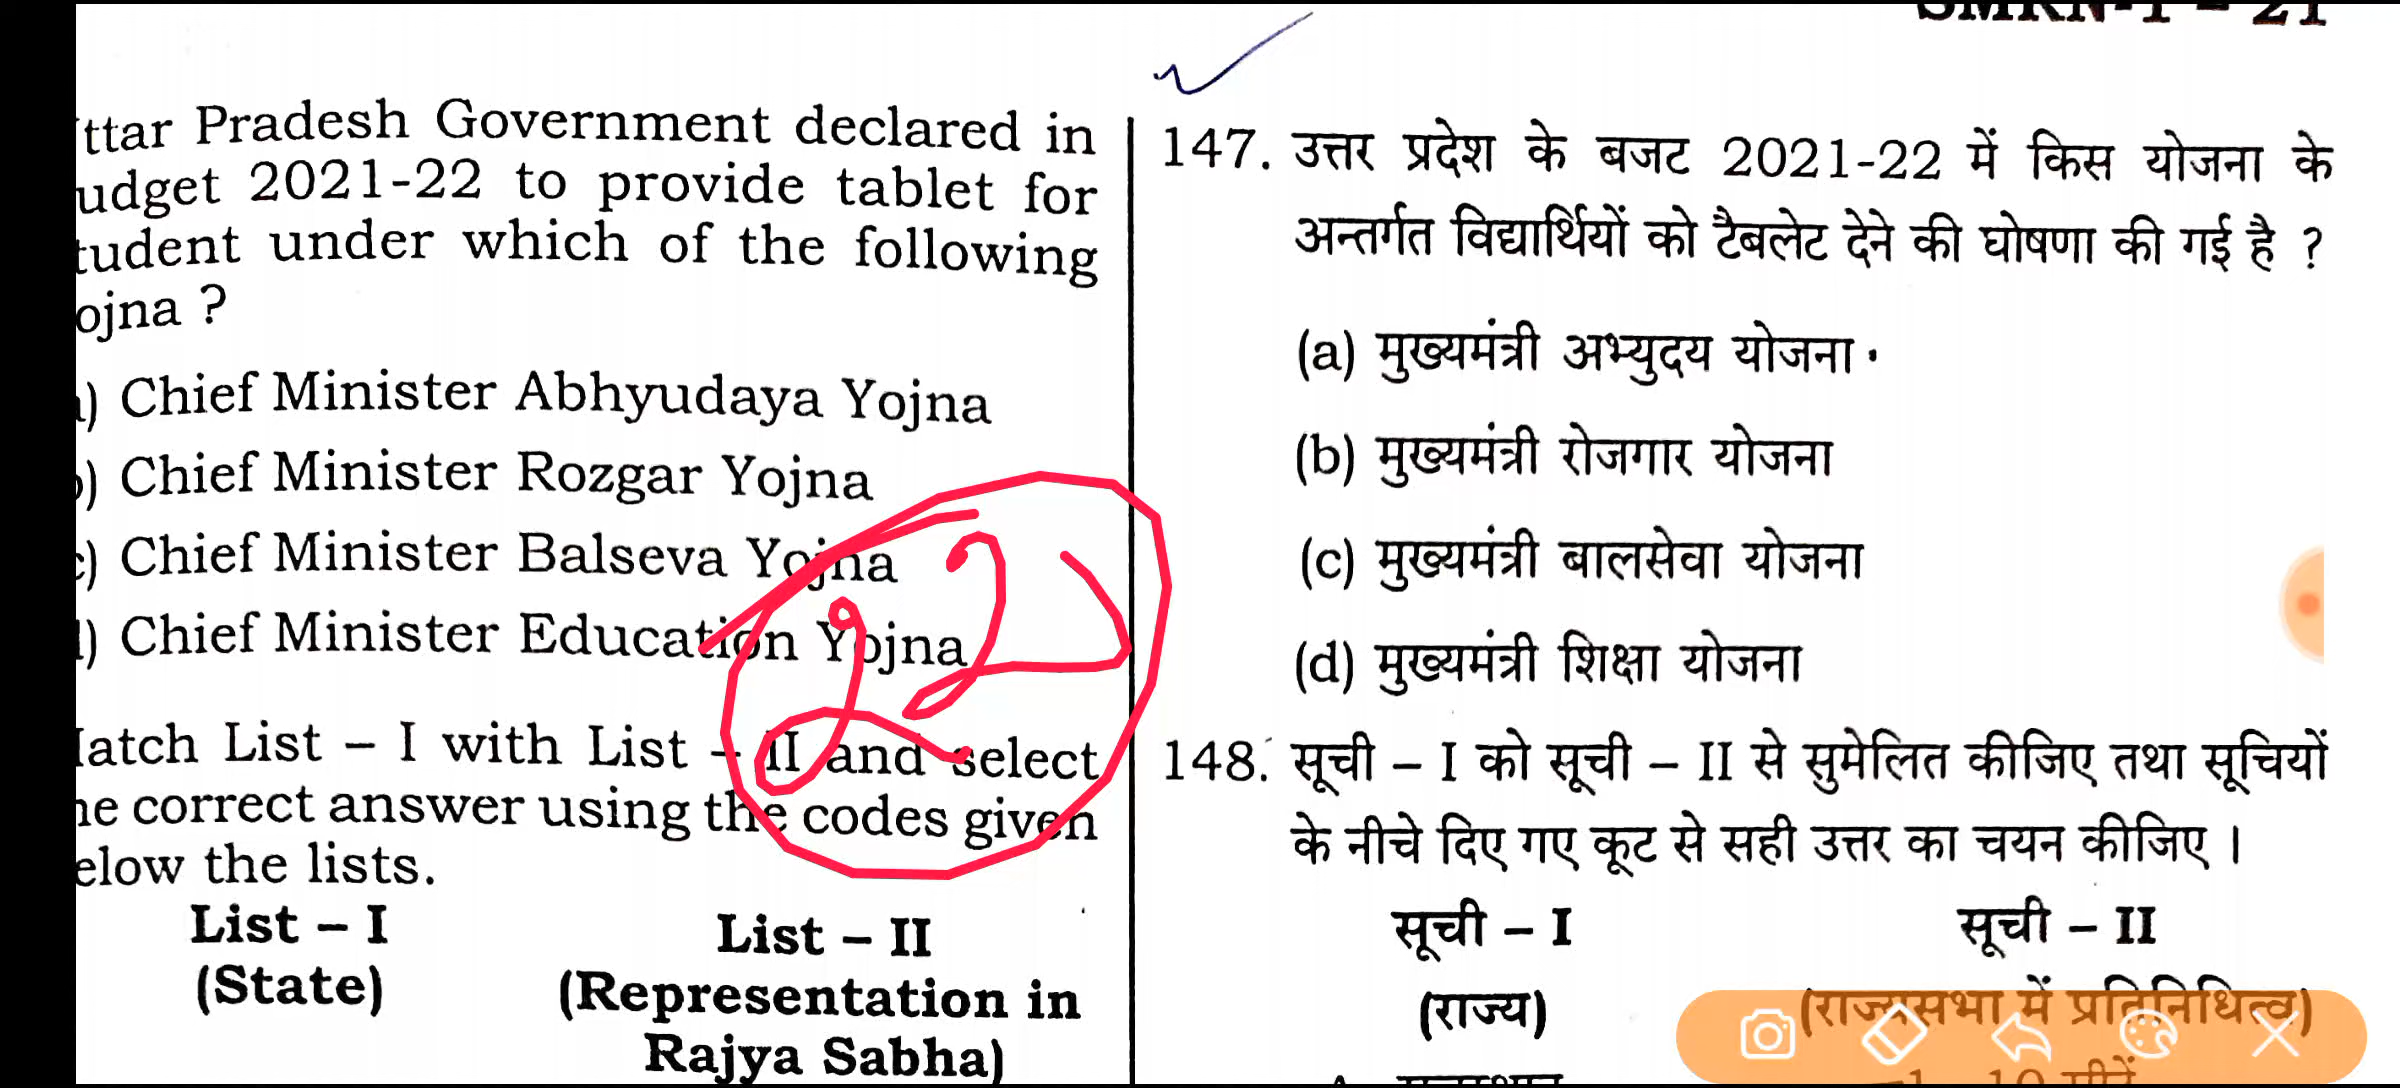 ttar Pradesh Government declared in
udget 2021-22 to provide tablet for
tudent under which of the following
ojna ?
) Chief Minister Abhyudaya Yojna
) Chief Minister Rozgar Yojna
) Chief Minister Balseva Yojna
) Chief Minister Education Yojna
atch List – I with List – II and select
he correct answer using the codes given
elow the lists.
List – I
List – II
(State)
(Representation in
Rajya Sabha)
22
147. उत्तर प्रदेश के बजट 2021-22 में किस योजना के
अन्तर्गत विद्यार्थियों को टैबलेट देने की घोषणा की गई है ?
(a) मुख्यमंत्री अभ्युदय योजना
(b) मुख्यमंत्री रोजगार योजना
(c) मुख्यमंत्री बालसेवा योजना
(d) मुख्यमंत्री शिक्षा योजना
148. सूची – I को सूची – II से सुमेलित कीजिए तथा सूचियों
के नीचे दिए गए कूट से सही उत्तर का चयन कीजिए ।
सूची – I
सूची – II
(राज्य)
(राज्यसभा में प्रतिनिधित्व)